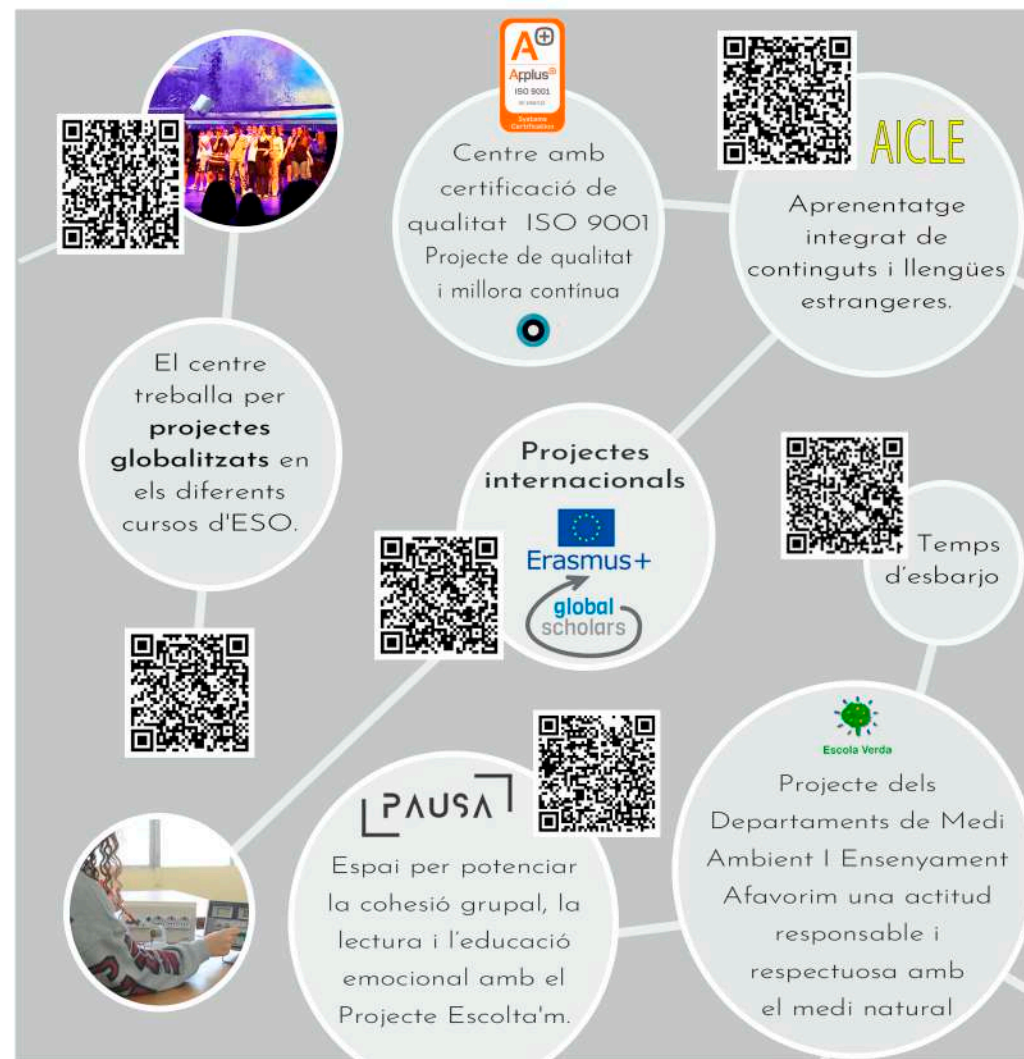 A+
Applus⊕
ISO 9001
Systems
Certification
Centre amb
certificació de
qualitat ISO 9001
Projecte de qualitat
i millora contínua
AICLE
Aprenentatge
integrat de
continguts i llengües
estrangeres.
El centre
treballa per
projectes
globalitzats en
els diferents
cursos d'ESO.
Projectes
internacionals
Erasmus+
global
scholars
Temps
d'esbarjo
PAUSA
Espai per potenciar
la cohesió grupal, la
lectura i l'educació
emocional amb el
Projecte Escolta'm.
Escola Verda
Projecte dels
Departaments de Medi
Ambient I Ensenyament
Afavorim una actitud
responsable i
respectuosa amb
el medi natural